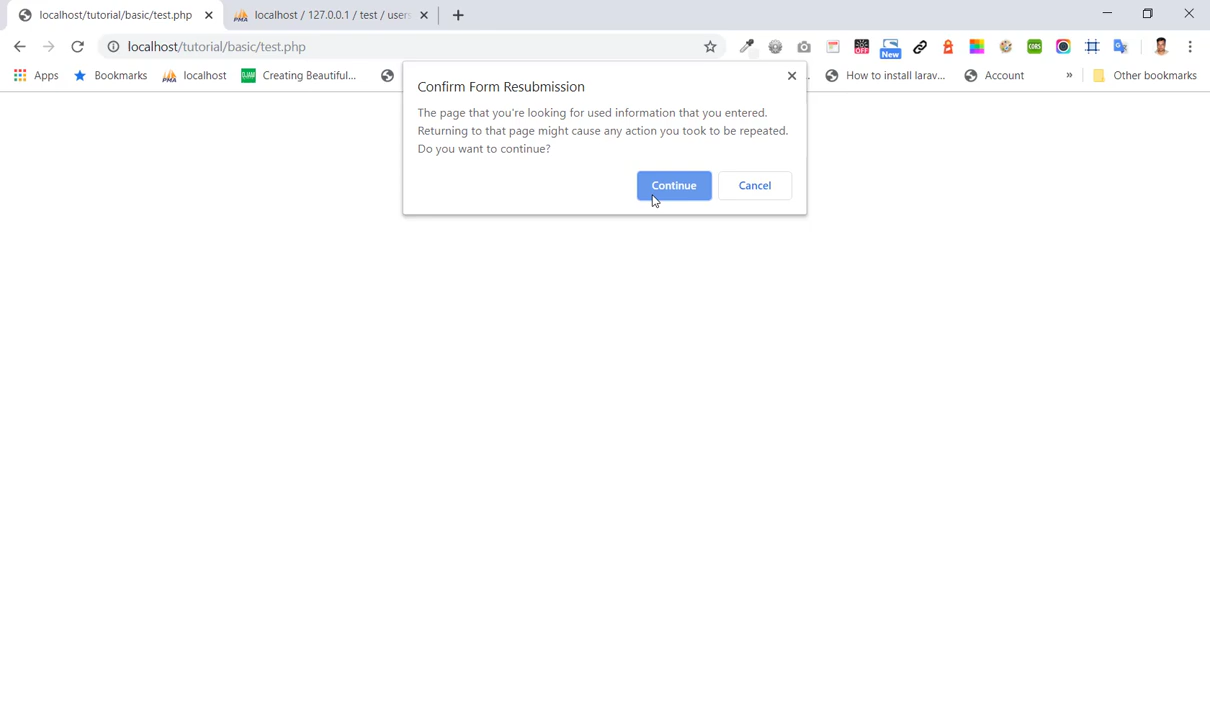 localhost/tutorial/basic/test.php
localhost / 127.0.0.1 / test / users
localhost/tutorial/basic/test.php
OFF
New
CORS
Apps
Bookmarks
PMA
localhost
Creating Beautiful...
How to install larav...
Account
»
Other bookmarks
Confirm Form Resubmission
The page that you're looking for used information that you entered.
Returning to that page might cause any action you took to be repeated.
Do you want to continue?
Continue
Cancel